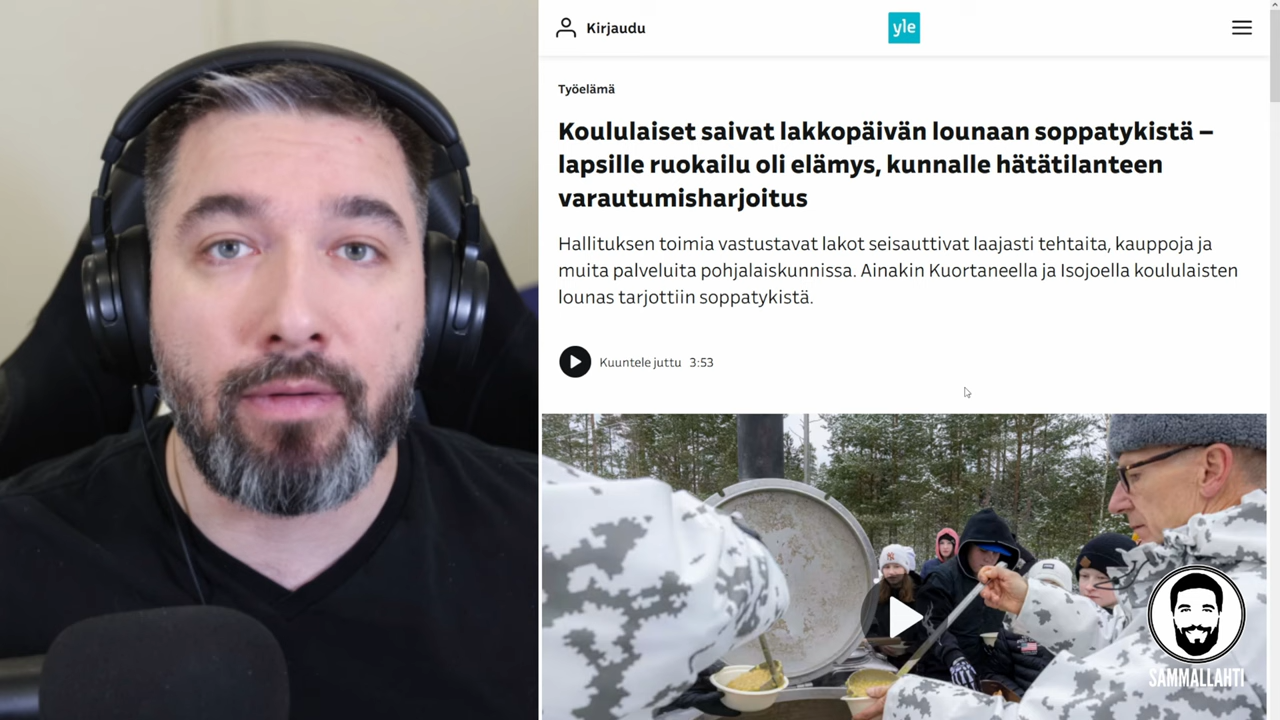 Kirjaudu
yle
Työelämä
Koululaiset saivat lakkopäivän lounaan soppatykistä –
lapsille ruokailu oli elämys, kunnalle hätätilanteen
varautumisharjoitus
Hallituksen toimia vastustavat lakot seisauttivat laajasti tehtaita, kauppoja ja
muita palveluita pohjalaiskunnissa. Ainakin Kuortaneella ja Isojoella koululaisten
lounas tarjottiin soppatykistä.
Kuuntele juttu 3:53
SAMMALLAHTI